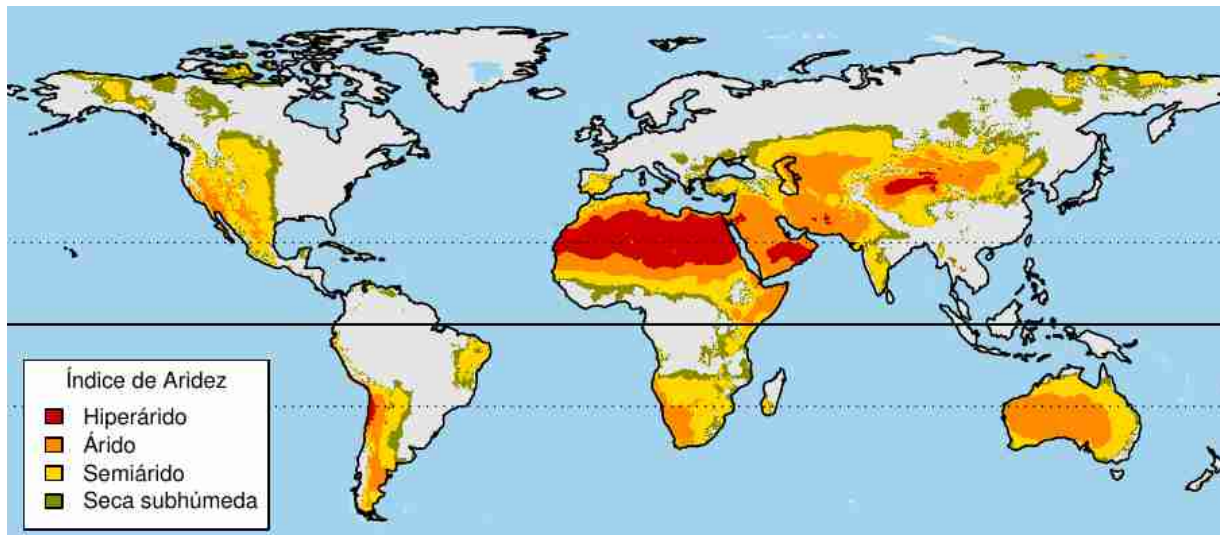 Índice de Aridez
Hiperárido
Árido
Semiárido
Seca subhúmeda